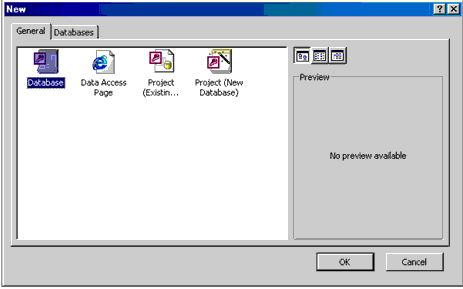 New
General Databases
Database Data Access Project Project (New
Page (Existin... Database)
Preview
No preview available
OK Cancel